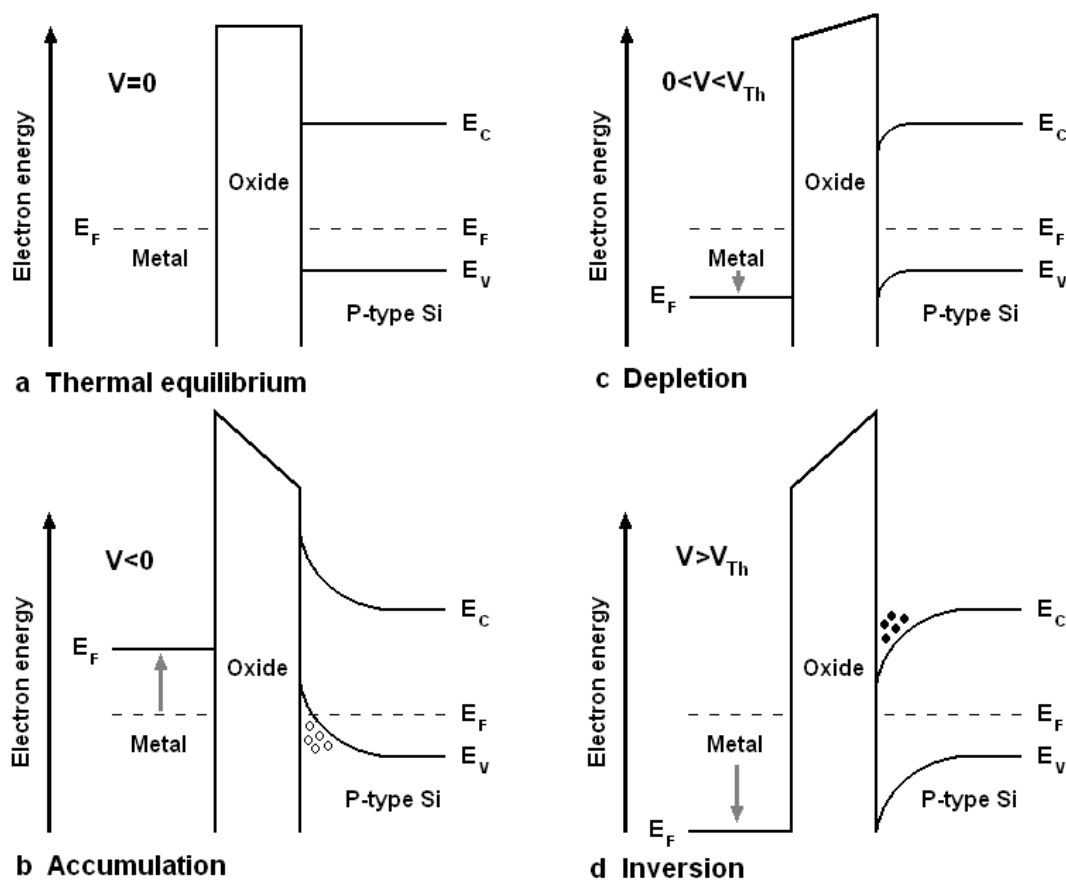 Electron energy
V=0
Oxide
E_C
E_F
Metal
E_F
E_V
P-type Si
a Thermal equilibrium
Electron energy
0<V<V_Th
Oxide
E_C
E_F
Metal
E_V
E_F
P-type Si
c Depletion
Electron energy
V<0
E_C
E_F
Oxide
E_F
Metal
E_V
P-type Si
b Accumulation
Electron energy
V>V_Th
E_C
Oxide
E_F
Metal
E_V
P-type Si
E_F
d Inversion